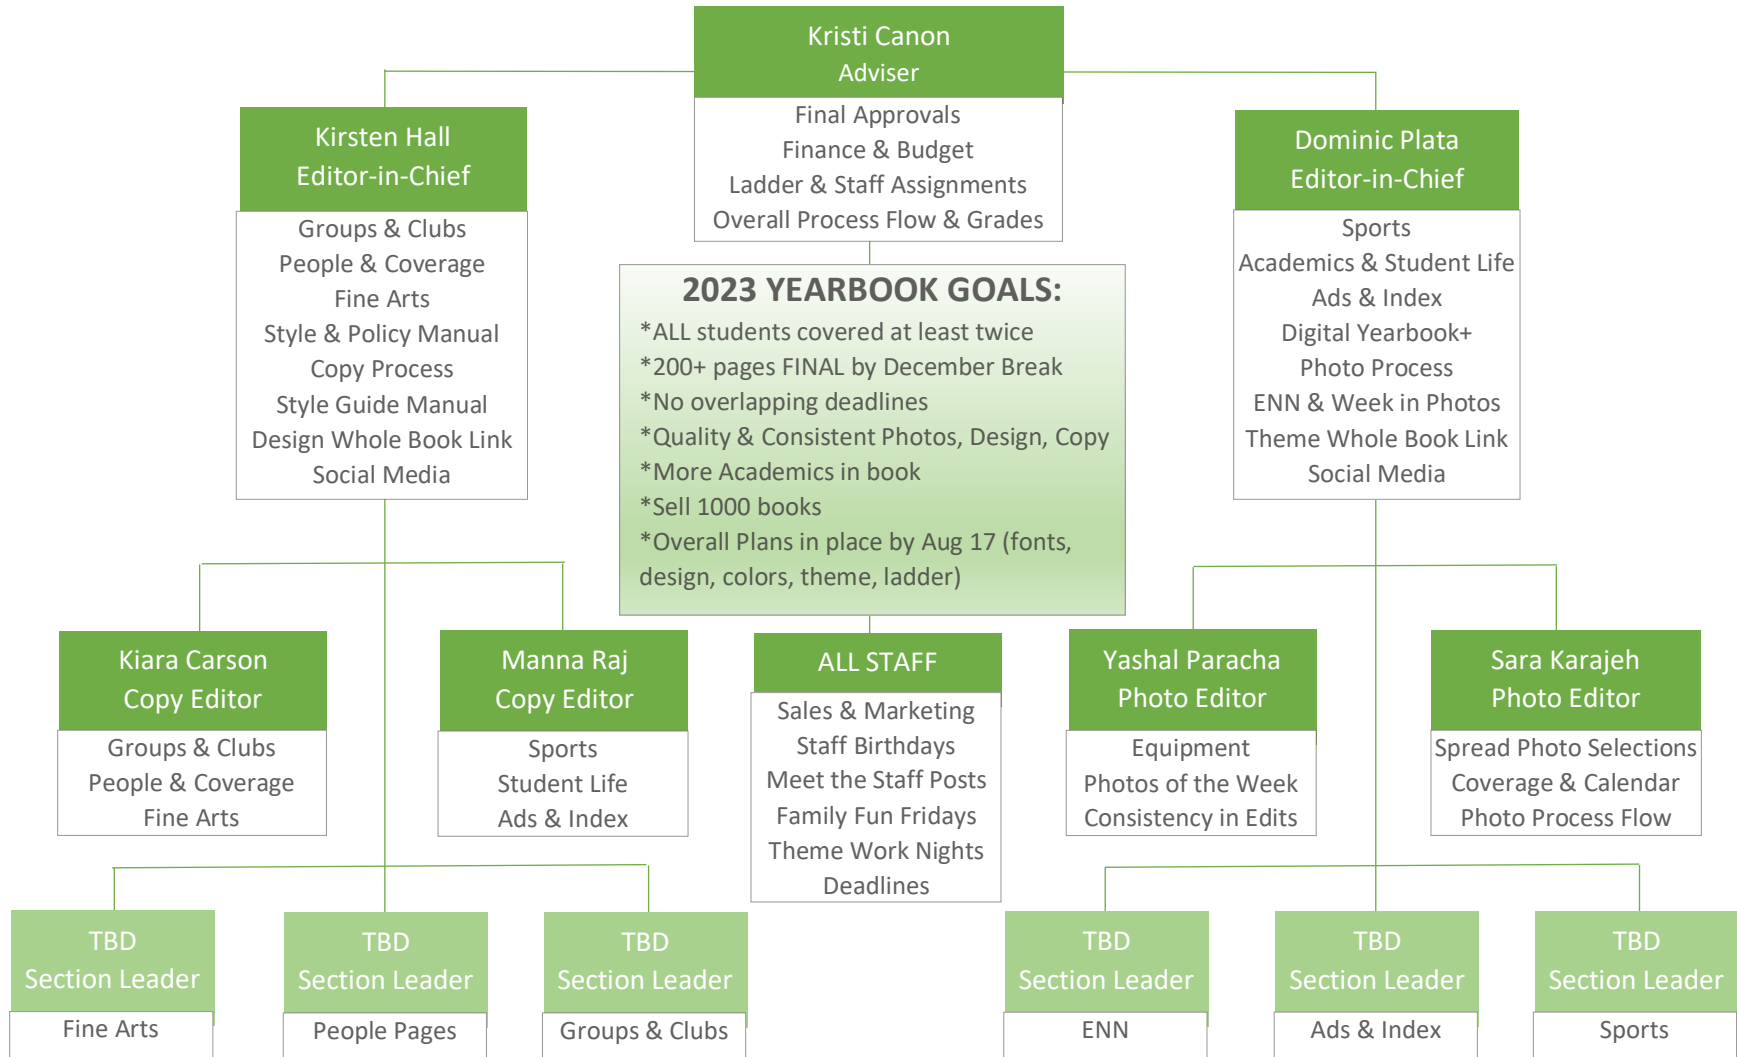 Kristi Canon
Adviser
Final Approvals
Finance & Budget
Ladder & Staff Assignments
Overall Process Flow & Grades
Kirsten Hall
Editor-in-Chief
Groups & Clubs
People & Coverage
Fine Arts
Style & Policy Manual
Copy Process
Style Guide Manual
Design Whole Book Link
Social Media
Dominic Plata
Editor-in-Chief
Sports
Academics & Student Life
Ads & Index
Digital Yearbook+
Photo Process
ENN & Week in Photos
Theme Whole Book Link
Social Media
2023 YEARBOOK GOALS:
*ALL students covered at least twice
*200+ pages FINAL by December Break
*No overlapping deadlines
*Quality & Consistent Photos, Design, Copy
*More Academics in book
*Sell 1000 books
*Overall Plans in place by Aug 17 (fonts,
design, colors, theme, ladder)
Kiara Carson
Copy Editor
Groups & Clubs
People & Coverage
Fine Arts
Manna Raj
Copy Editor
Sports
Student Life
Ads & Index
ALL STAFF
Sales & Marketing
Staff Birthdays
Meet the Staff Posts
Family Fun Fridays
Theme Work Nights
Deadlines
Yashal Paracha
Photo Editor
Equipment
Photos of the Week
Consistency in Edits
Sara Karajeh
Photo Editor
Spread Photo Selections
Coverage & Calendar
Photo Process Flow
TBD
Section Leader
Fine Arts
TBD
Section Leader
People Pages
TBD
Section Leader
Groups & Clubs
TBD
Section Leader
ENN
TBD
Section Leader
Ads & Index
TBD
Section Leader
Sports